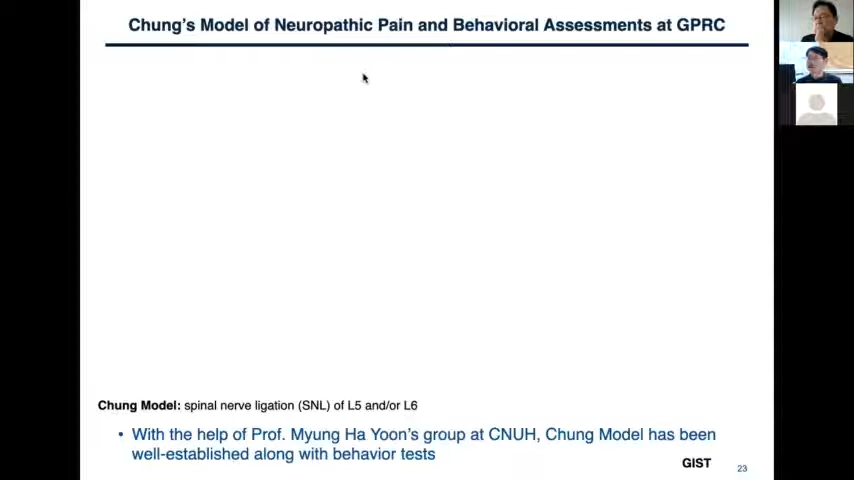 Chung's Model of Neuropathic Pain and Behavioral Assessments at GPRC
Chung Model: spinal nerve ligation (SNL) of L5 and/or L6
• With the help of Prof. Myung Ha Yoon's group at CNUH, Chung Model has been
well-established along with behavior tests
GIST
23